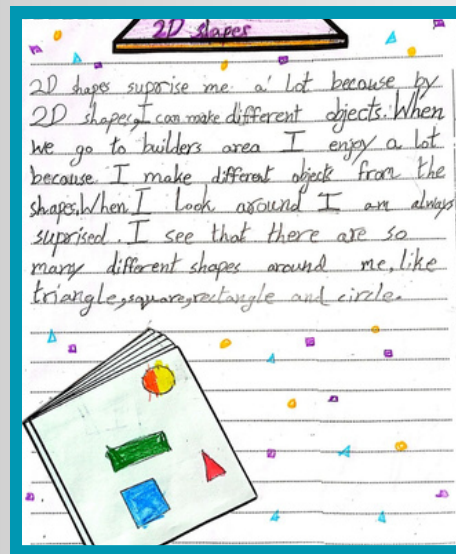 2D shapes
2D shapes suprise me a lot because by
2D shapes, I can make different objects. When
we go to builders area I enjoy a lot
because I make different object from the
shapes. When I look around I am always
suprised. I see that there are so
many different shapes around me, like
triangle, square, rectangle and circle.